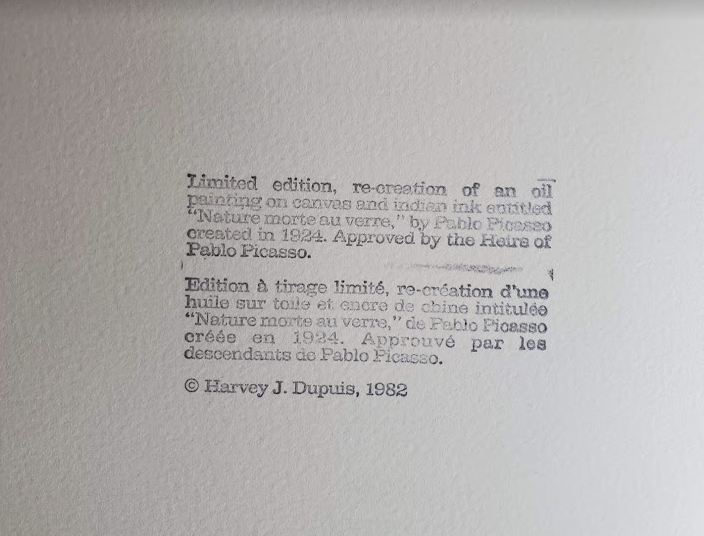 Limited edition, re-creation of an oil
painting on canvas and indian ink entitled
“Nature morte au verre,” by Pablo Picasso
created in 1924. Approved by the Heirs of
Pablo Picasso.
Edition à tirage limité, re-création d'une
huile sur toile et encre de chine intitulée
“Nature morte au verre,” de Pablo Picasso
créée en 1924. Approuvé par les
descendants de Pablo Picasso.
© Harvey J. Dupuis, 1982